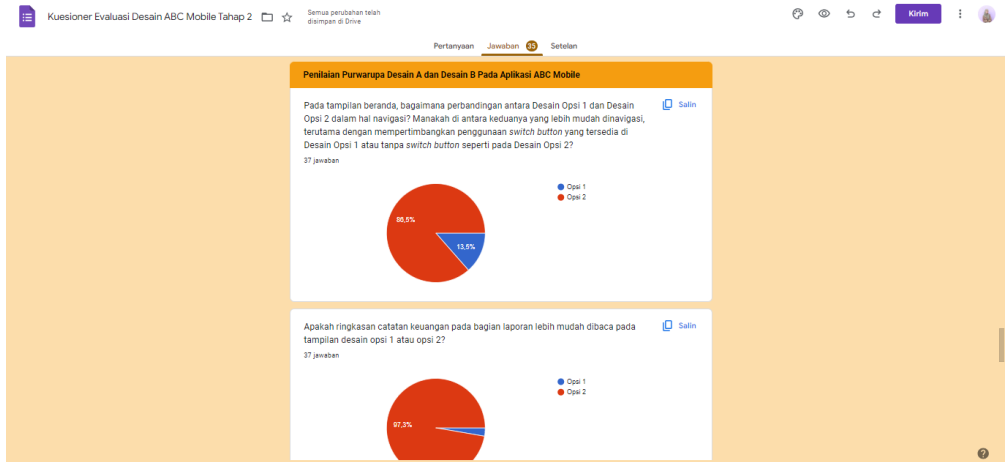 Kuesioner Evaluasi Desain ABC Mobile Tahap 2
Semua perubahan telah
disimpan di Drive
Kirim
Pertanyaan Jawaban 35 Setelan
Penilaian Purwarupa Desain A dan Desain B Pada Aplikasi ABC Mobile
Pada tampilan beranda, bagaimana perbandingan antara Desain Opsi 1 dan Desain
Opsi 2 dalam hal navigasi? Manakah di antara keduanya yang lebih mudah dinavigasi,
terutama dengan mempertimbangkan penggunaan switch button yang tersedia di
Desain Opsi 1 atau tanpa switch button seperti pada Desain Opsi 2?
Salin
37 jawaban
Opsi 1
Opsi 2
86,5%
13,5%
Apakah ringkasan catatan keuangan pada bagian laporan lebih mudah dibaca pada
tampilan desain opsi 1 atau opsi 2?
Salin
37 jawaban
Opsi 1
Opsi 2
97,3%